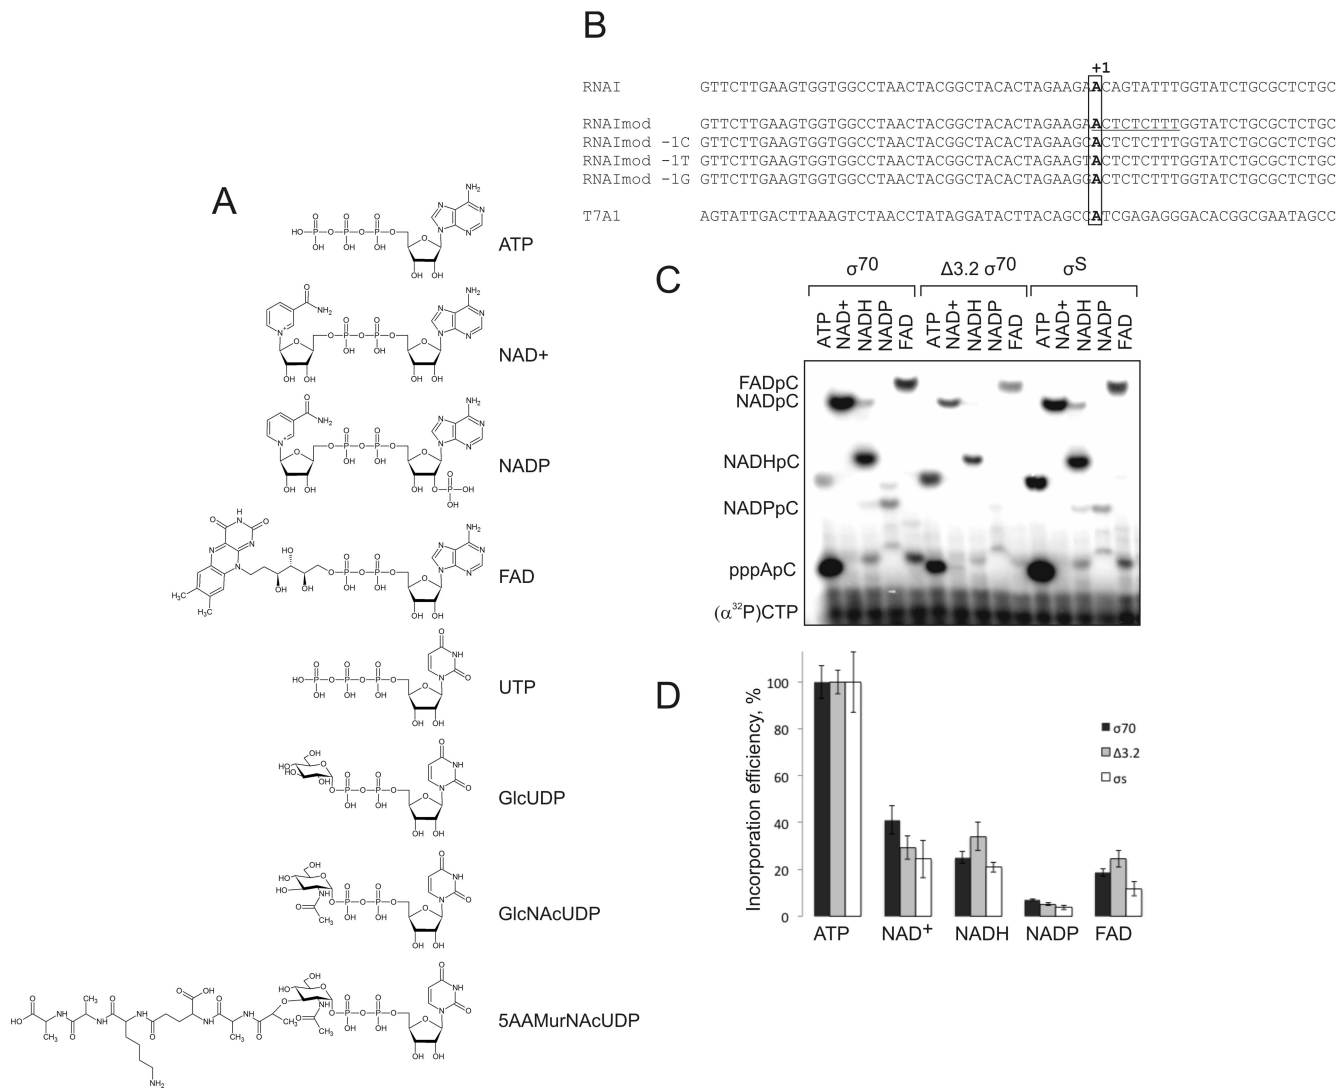 A
ATP
NAD+
NADP
FAD
UTP
GlcUDP
GlcNAcUDP
5AAMurNAcUDP
B
+1
RNAI GTTCTTGAAGTGGTGGCCTAACTACGGCTACACTAGAAGAACAGTATTTGGTATCTGCGCTCTGC
RNAImod GTTCTTGAAGTGGTGGCCTAACTACGGCTACACTAGAAGAACTCTCTTTGGTATCTGCGCTCTGC
RNAImod -1C GTTCTTGAAGTGGTGGCCTAACTACGGCTACACTAGAAGCACTCTCTTTGGTATCTGCGCTCTGC
RNAImod -1T GTTCTTGAAGTGGTGGCCTAACTACGGCTACACTAGAAGTACTCTCTTTGGTATCTGCGCTCTGC
RNAImod -1G GTTCTTGAAGTGGTGGCCTAACTACGGCTACACTAGAAGGACTCTCTTTGGTATCTGCGCTCTGC
T7A1 AGTATTGACTTAAAGTCTAACCTATAGGATACTTACAGCCATCGAGAGGGACACGGCGAATAGCC
C
σ70 Δ3.2 σ70 σS
ATP NAD+ NADH NADP FAD ATP NAD+ NADH NADP FAD ATP NAD+ NADH NADP FAD
FADpC
NADpC
NADHpC
NADPpC
pppApC
(α32P)CTP
D
Incorporation efficiency, %
100
80
60
40
20
0
σ70
Δ3.2
σs
ATP NAD+ NADH NADP FAD